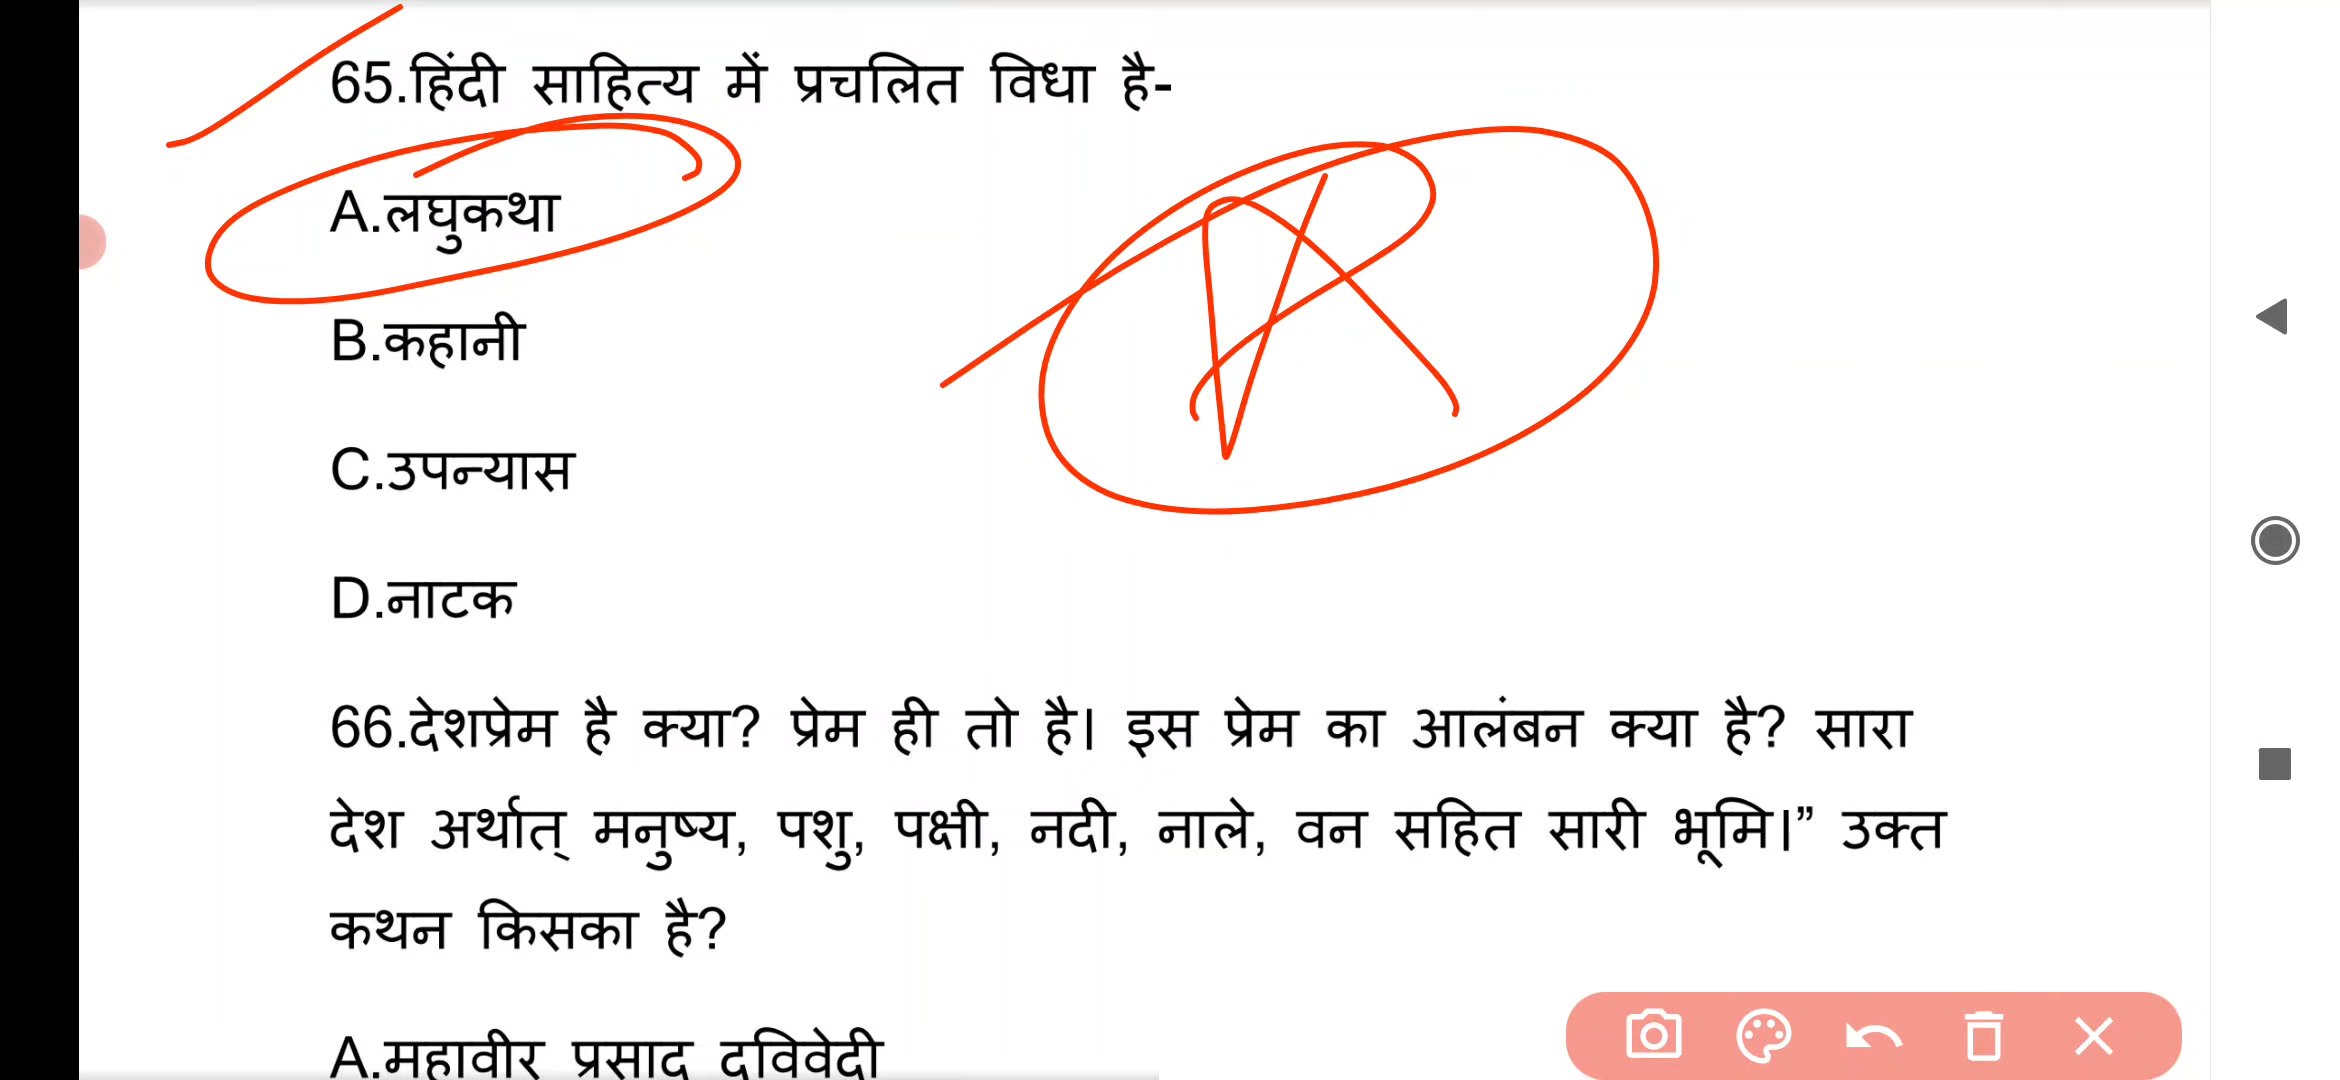 65.हिंदी साहित्य में प्रचलित विधा है-
A.लघुकथा
B.कहानी
C.उपन्यास
D.नाटक
66.देशप्रेम है क्या? प्रेम ही तो है। इस प्रेम का आलंबन क्या है? सारा
देश अर्थात् मनुष्य, पशु, पक्षी, नदी, नाले, वन सहित सारी भूमि।” उक्त
कथन किसका है?
A.महावीर प्रसाद दविवेदी